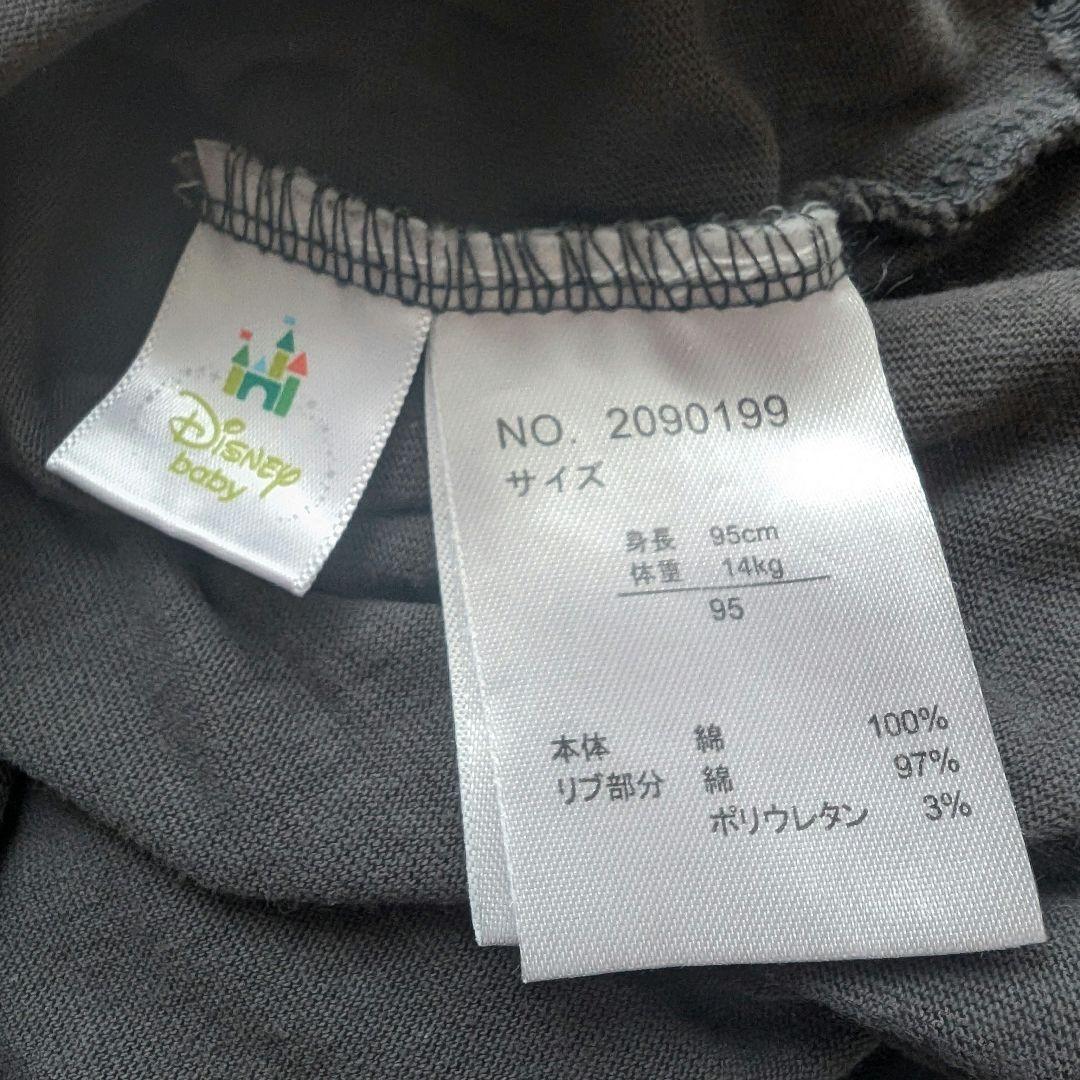 Disney
baby
NO. 2090199
サイズ
身長 95cm
体重 14kg
95
本体 綿 100%
リブ部分 綿 97%
ポリウレタン 3%